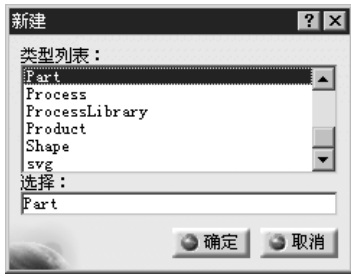 新建
类型列表：
Part
Process
ProcessLibrary
Product
Shape
svg
选择：
Part
确定 取消